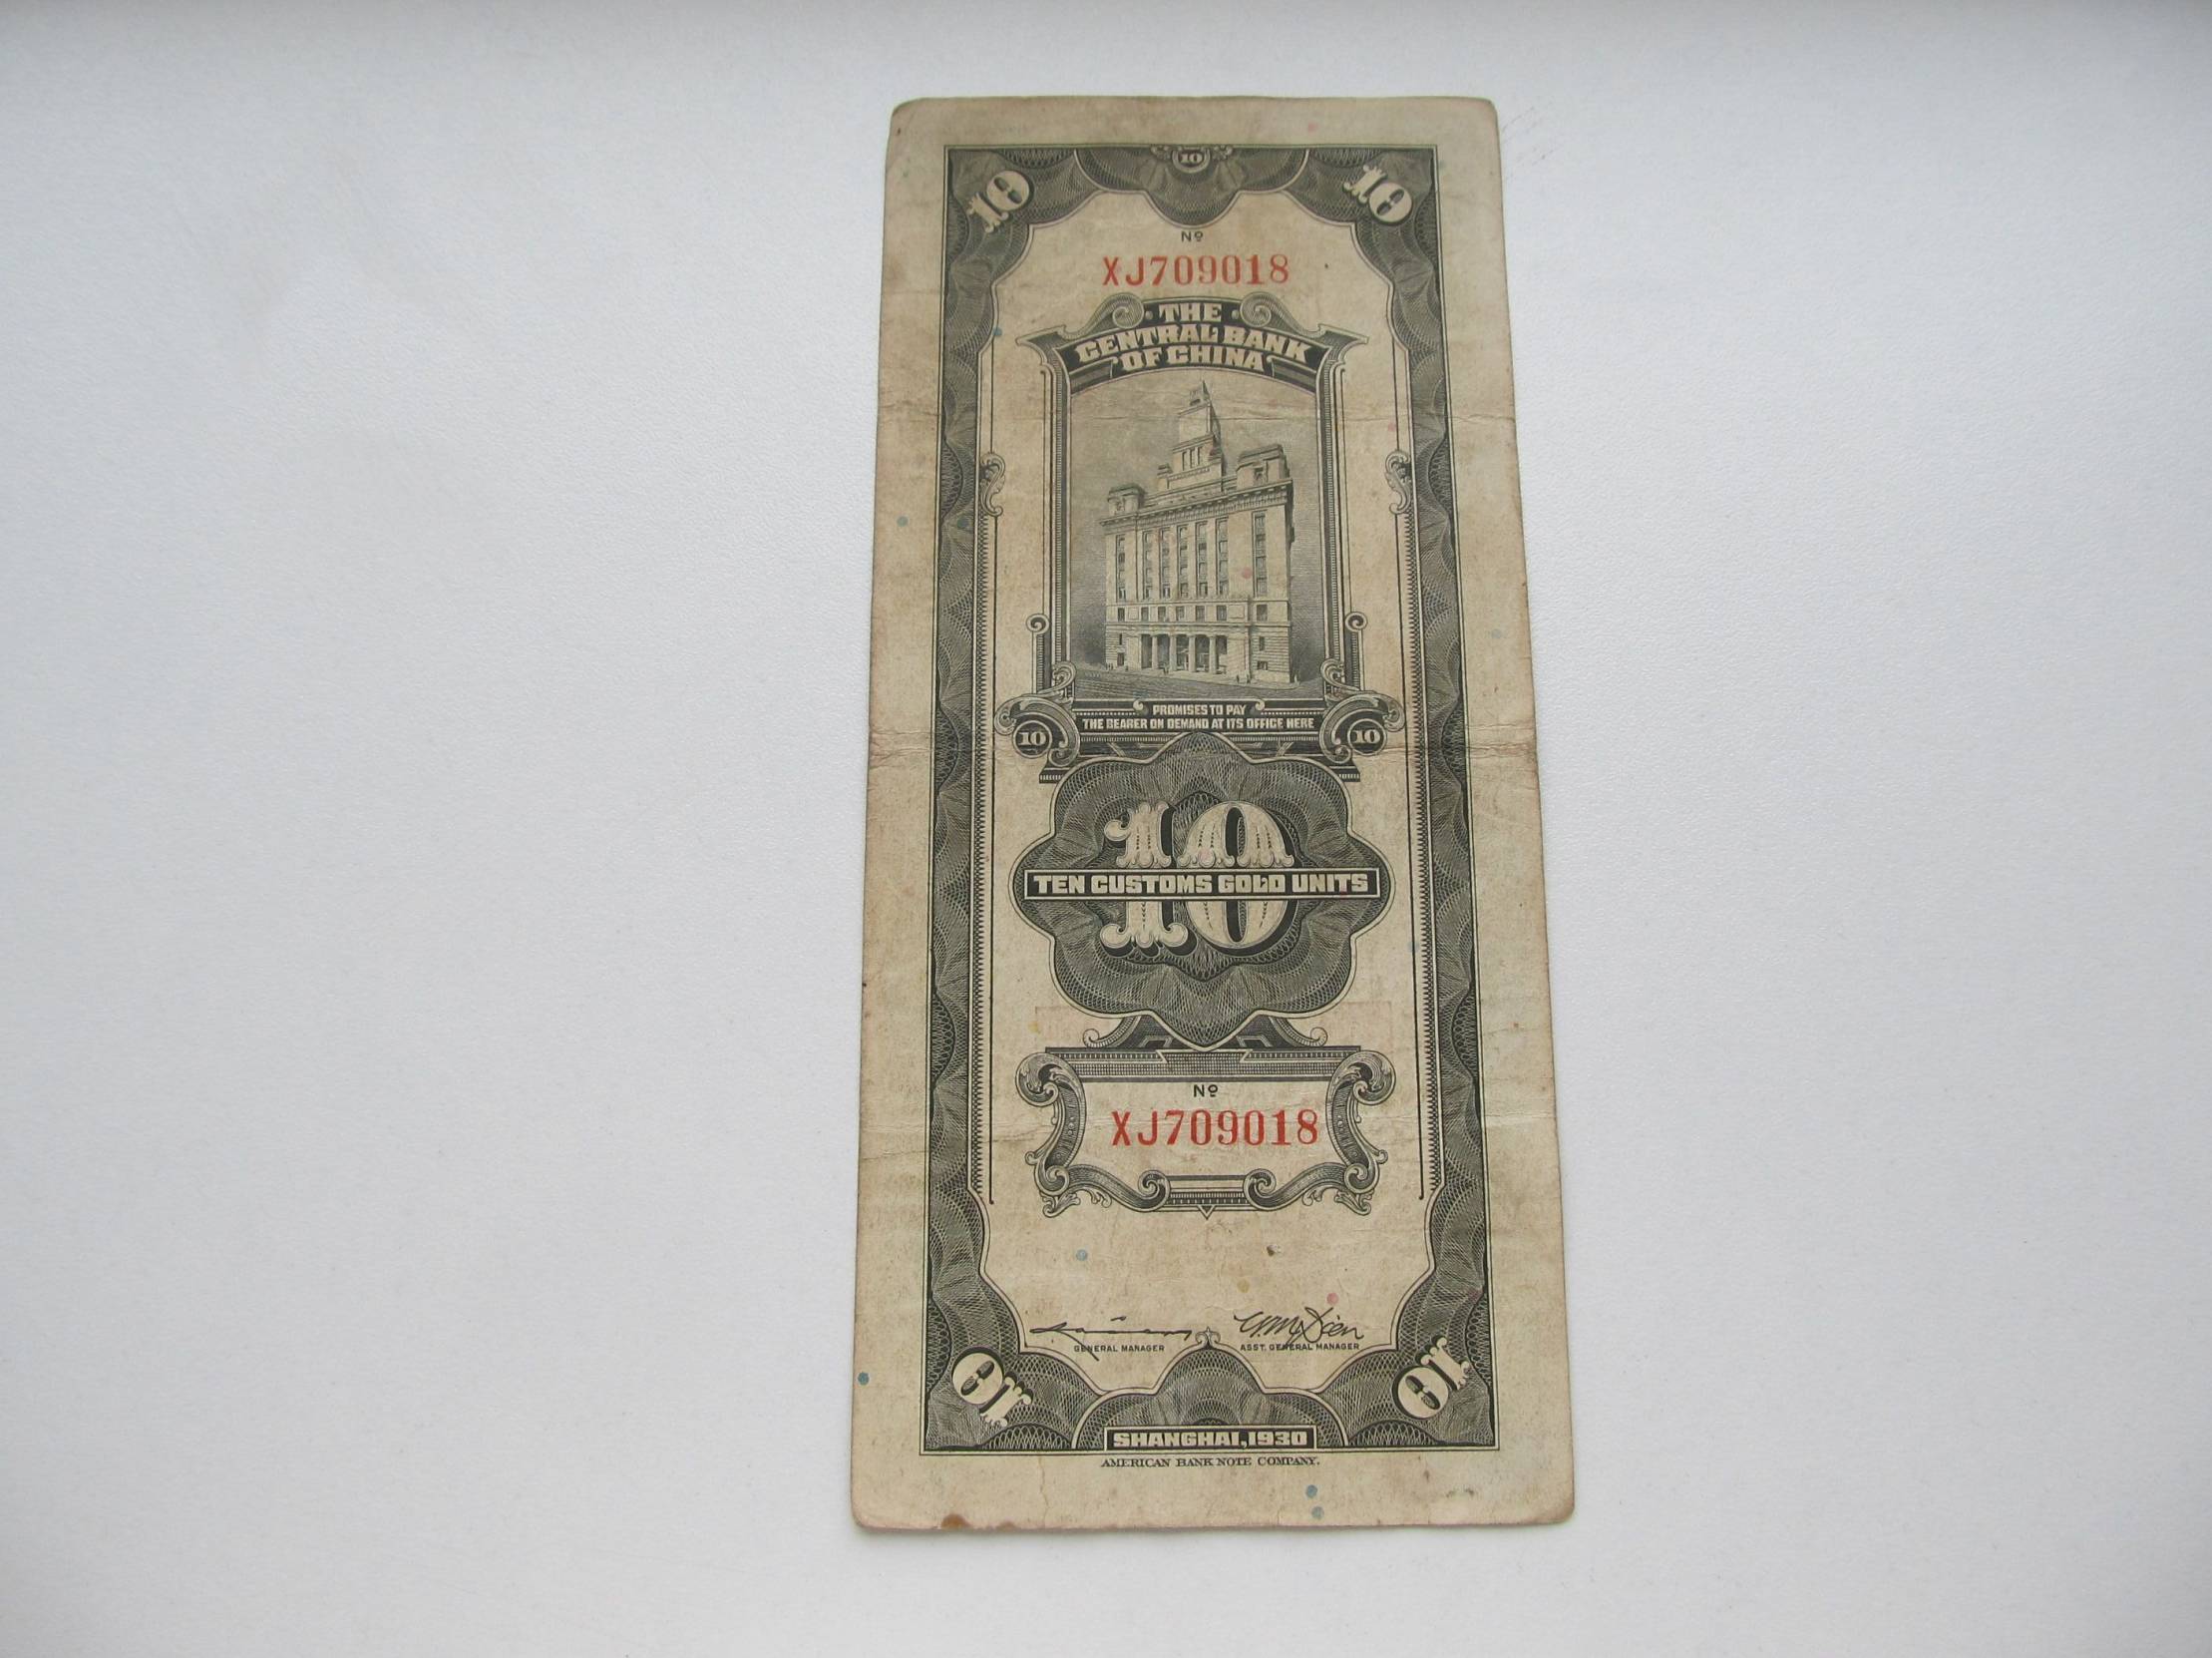 10
10 10
Nº
XJ709018
THE
CENTRAL BANK
OF CHINA
PROMISES TO PAY
THE BEARER ON DEMAND AT ITS OFFICE HERE
10 10
10
TEN CUSTOMS GOLD UNITS
10
Nº
XJ709018
GENERAL MANAGER ASST. GENERAL MANAGER
10 10
SHANGHAI, 1930
AMERICAN BANK NOTE COMPANY.